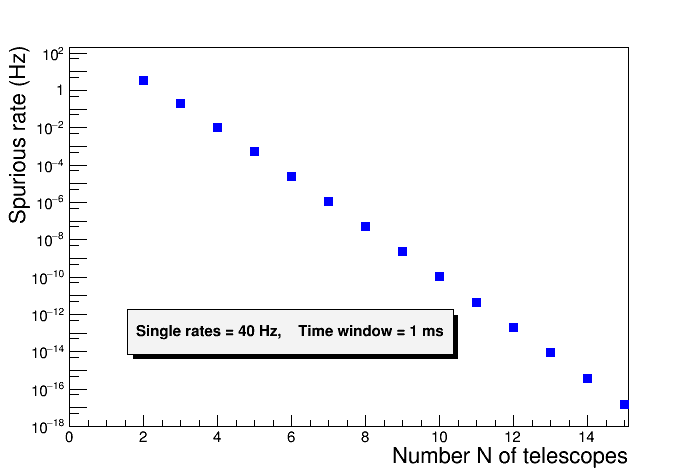 Spurious rate (Hz)
10²
1
10⁻²
10⁻⁴
10⁻⁶
10⁻⁸
10⁻¹⁰
10⁻¹²
10⁻¹⁴
10⁻¹⁶
10⁻¹⁸
Single rates = 40 Hz, Time window = 1 ms
0 2 4 6 8 10 12 14
Number N of telescopes